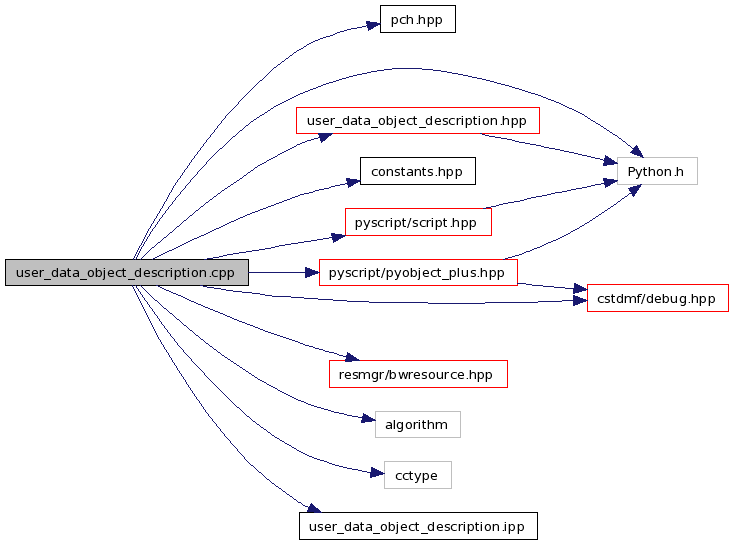 pch.hpp
user_data_object_description.hpp
constants.hpp
Python.h
pyscript/script.hpp
user_data_object_description.cpp
pyscript/pyobject_plus.hpp
cstdmf/debug.hpp
resmgr/bwresource.hpp
algorithm
cctype
user_data_object_description.ipp